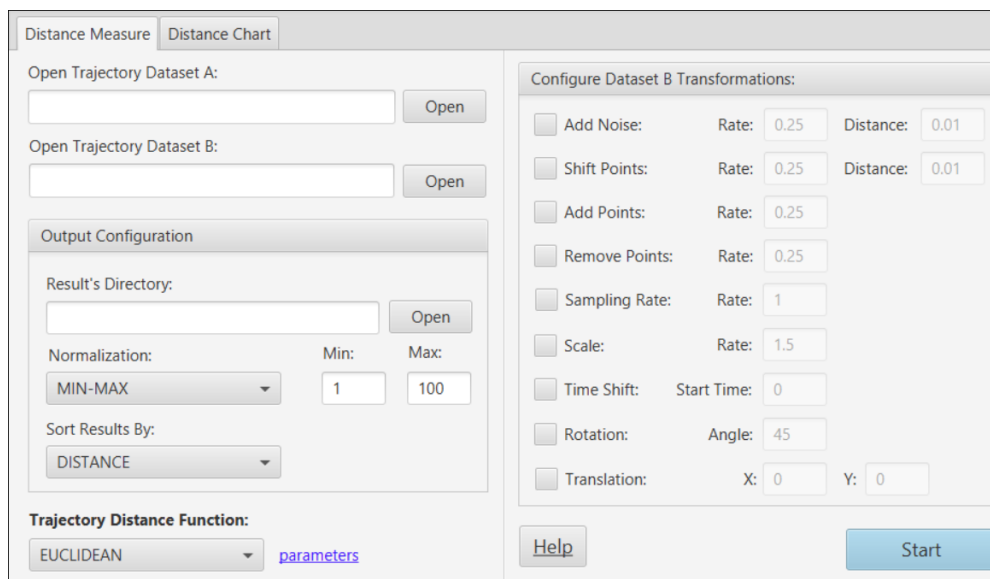 Distance Measure Distance Chart
Open Trajectory Dataset A:
Open
Open Trajectory Dataset B:
Open
Output Configuration
Result's Directory:
Open
Normalization: Min: Max:
MIN-MAX 1 100
Sort Results By:
DISTANCE
Trajectory Distance Function:
EUCLIDEAN parameters
Configure Dataset B Transformations:
Add Noise: Rate: 0.25 Distance: 0.01
Shift Points: Rate: 0.25 Distance: 0.01
Add Points: Rate: 0.25
Remove Points: Rate: 0.25
Sampling Rate: Rate: 1
Scale: Rate: 1.5
Time Shift: Start Time: 0
Rotation: Angle: 45
Translation: X: 0 Y: 0
Help Start